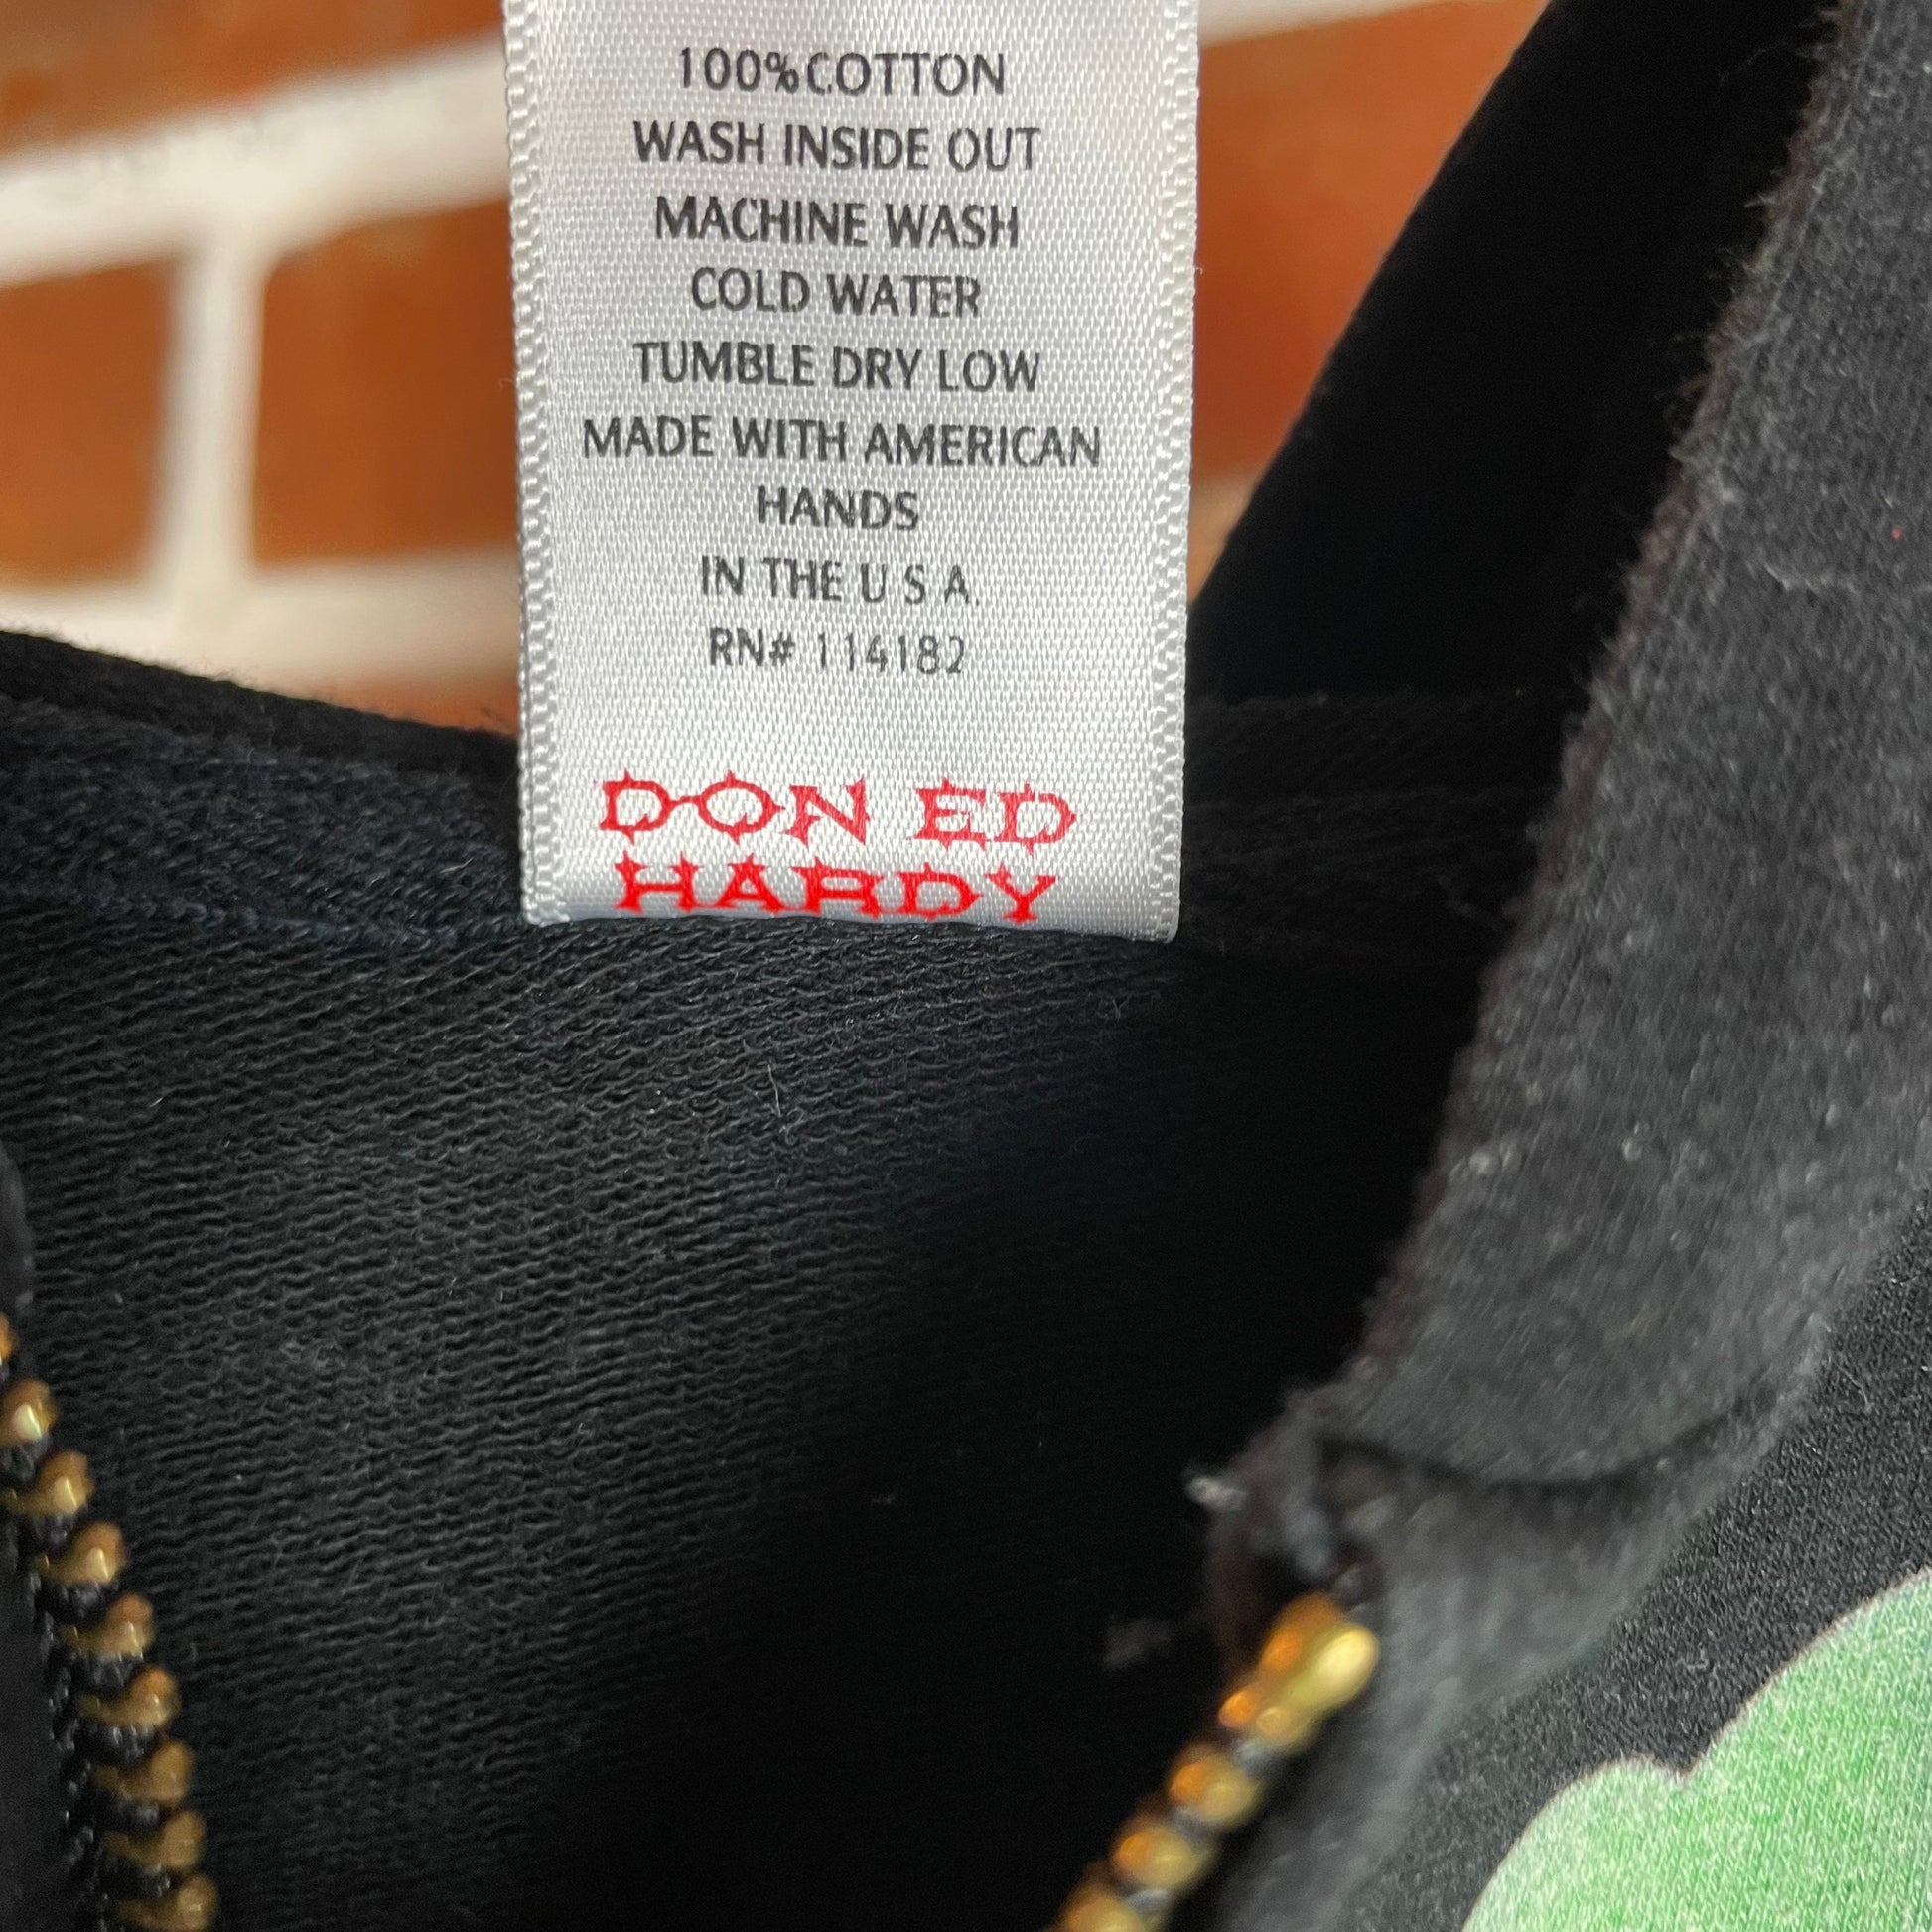 100%COTTON
WASH INSIDE OUT
MACHINE WASH
COLD WATER
TUMBLE DRY LOW
MADE WITH AMERICAN
HANDS
IN THE U S A.
RN# 114182
DON ED
HARDY